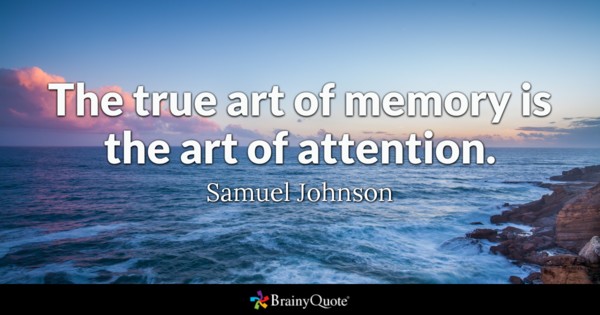 The true art of memory is
the art of attention.
Samuel Johnson
BrainyQuote®